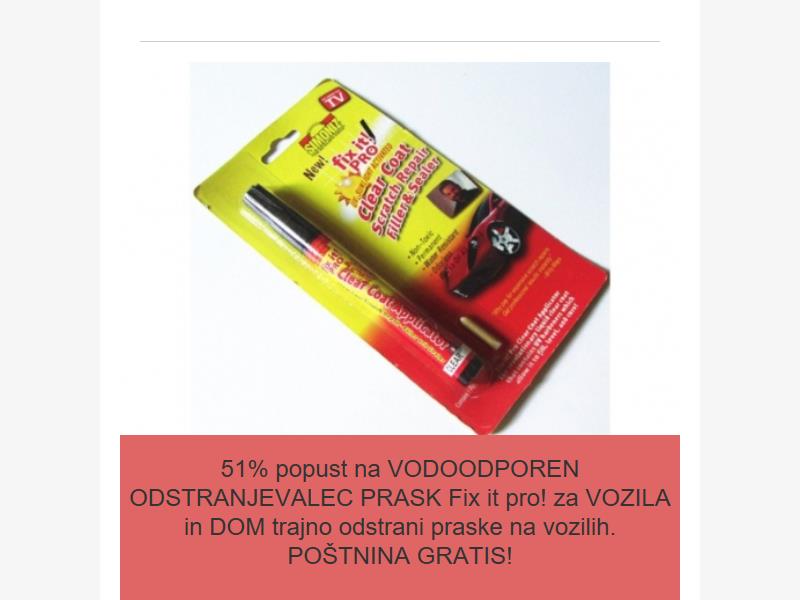 TV
SIMONIZ
New!
fix it!
PRO!
Clear Coat
Scratch Repair
Filler & Sealer
• Non-Toxic
• Permanent
• Water Resistant
Clear Coat Applicator
CLEAR
51% popust na VODOODPOREN
ODSTRANJEVALEC PRASK Fix it pro! za VOZILA
in DOM trajno odstrani praske na vozilih.
POŠTNINA GRATIS!